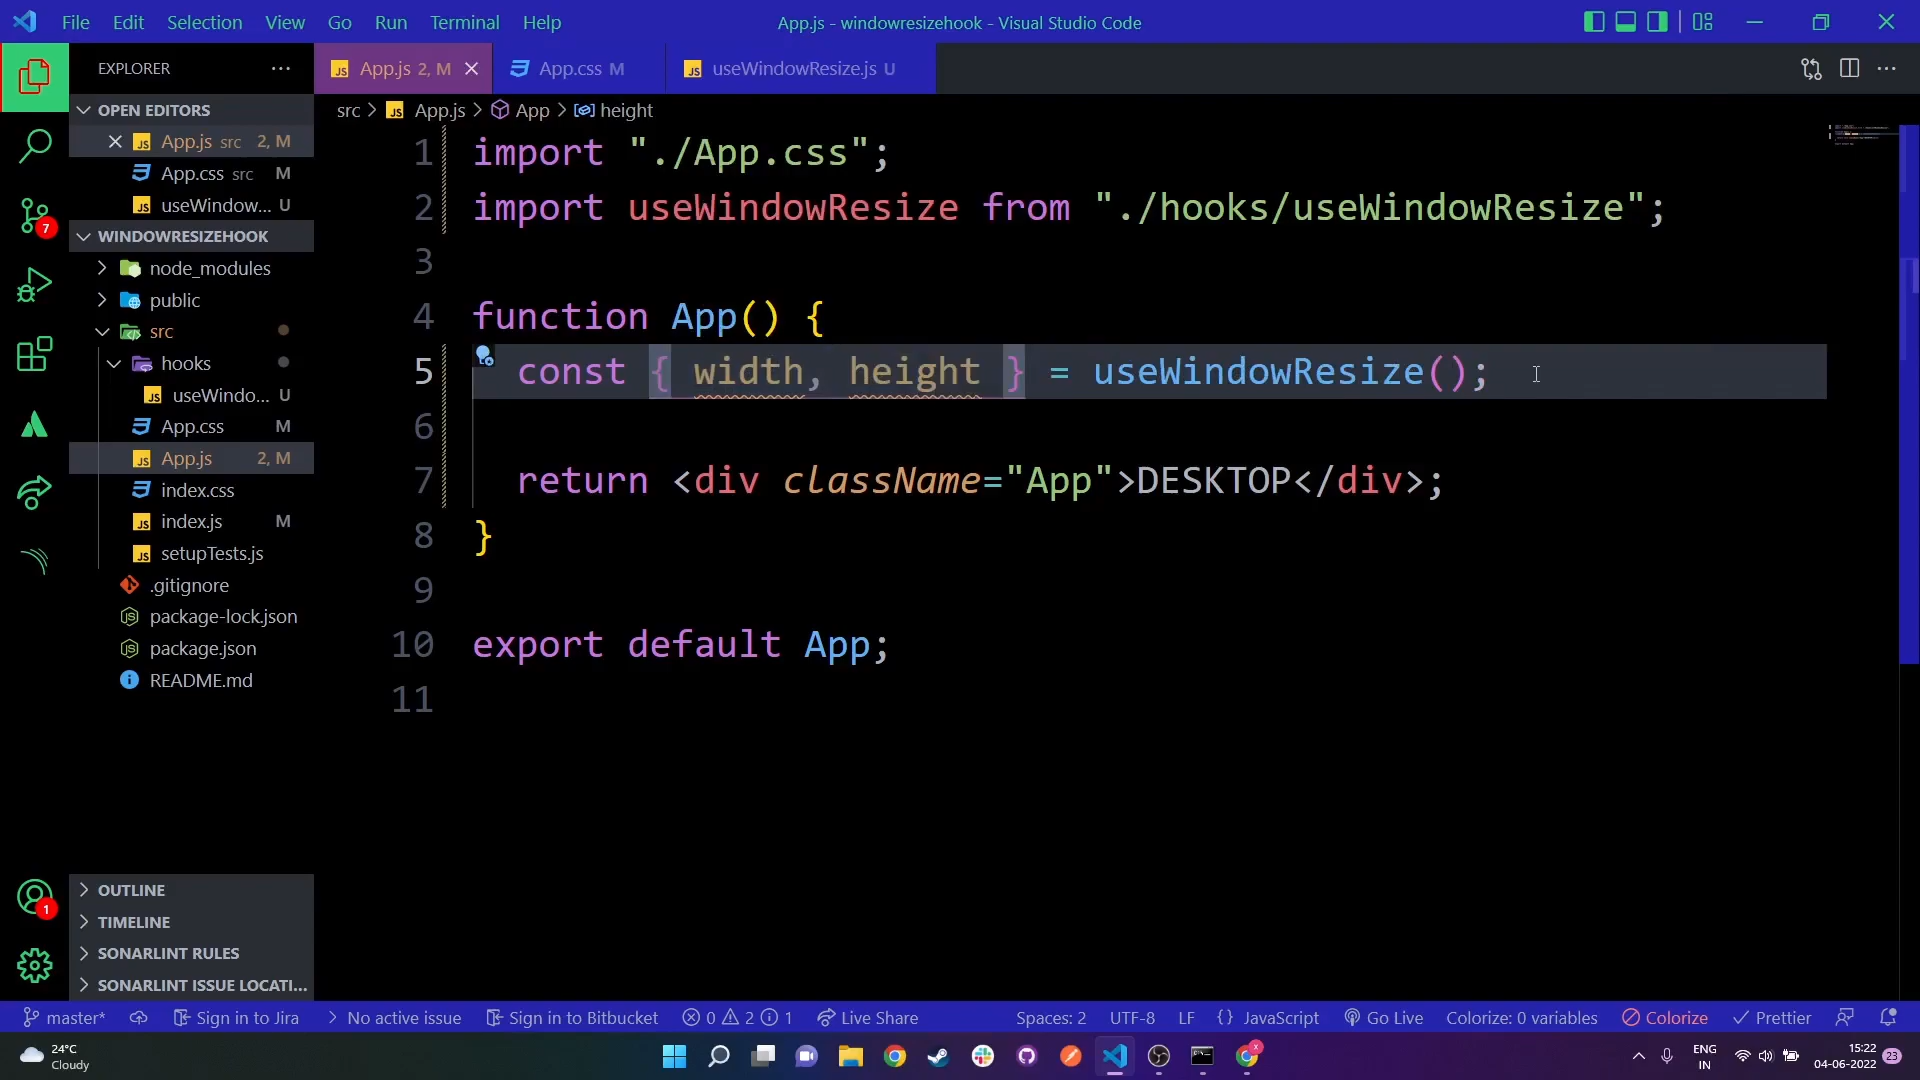 File Edit Selection View Go Run Terminal Help
App.js - windowresizehook - Visual Studio Code
EXPLORER
App.js 2, M
App.css M
useWindowResize.js U
OPEN EDITORS
App.js src 2, M
App.css src M
useWindow... U
WINDOWRESIZEHOOK
node_modules
public
src
hooks
useWindo... U
App.css M
App.js 2, M
index.css
index.js M
setupTests.js
.gitignore
package-lock.json
package.json
README.md
OUTLINE
TIMELINE
SONARLINT RULES
SONARLINT ISSUE LOCATI...
7
1
src > App.js > App > height
1 import "./App.css";
2 import useWindowResize from "./hooks/useWindowResize";
3
4 function App() {
5 const { width, height } = useWindowResize();
6
7 return <div className="App">DESKTOP</div>;
8 }
9
10 export default App;
11
master* Sign in to Jira No active issue Sign in to Bitbucket 0 2 1 Live Share Spaces: 2 UTF-8 LF {} JavaScript Go Live Colorize: 0 variables Colorize Prettier
24°C
Cloudy
ENG
IN
15:22
04-06-2022
23